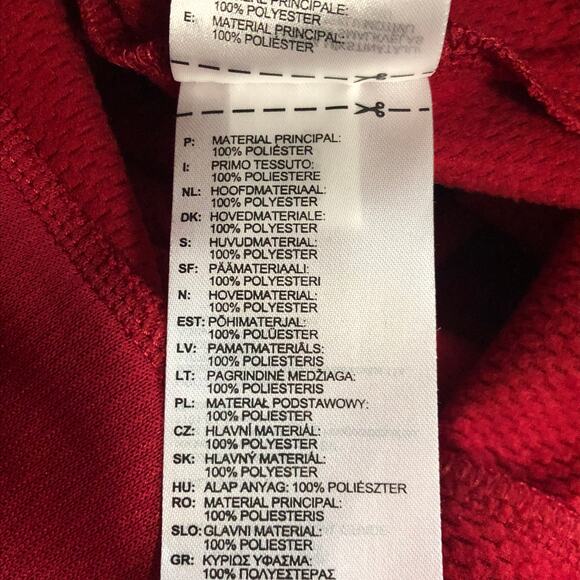 PRINCIPALE:
100% POLYESTER
E: MATERIAL PRINCIPAL:
100% POLIÉSTER
P: MATERIAL PRINCIPAL:
100% POLIÉSTER
I: PRIMO TESSUTO:
100% POLIESTERE
NL: HOOFDMATERIAAL:
100% POLYESTER
DK: HOVEDMATERIALE:
100% POLYESTER
S: HUVUDMATERIAL:
100% POLYESTER
SF: PÄÄMATERIAALI:
100% POLYESTERI
N: HOVEDMATERIAL:
100% POLYESTER
EST: PÕHIMATERJAL:
100% POLÜESTER
LV: PAMATMATERIĀLS:
100% POLIESTERIS
LT: PAGRINDINĖ MEDŽIAGA:
100% POLIESTERIS
PL: MATERIAŁ PODSTAWOWY:
100% POLIESTER
CZ: HLAVNÍ MATERIÁL:
100% POLYESTER
SK: HLAVNÝ MATERIÁL:
100% POLYESTER
HU: ALAP ANYAG: 100% POLIÉSZTER
RO: MATERIAL PRINCIPAL:
100% POLIESTERIS
SLO: GLAVNI MATERIAL:
100% POLIESTER
GR: ΚΥΡΙΩΣ ΥΦΑΣΜΑ:
100% ΠΟΛΥΕΣΤΕΡΑΣ